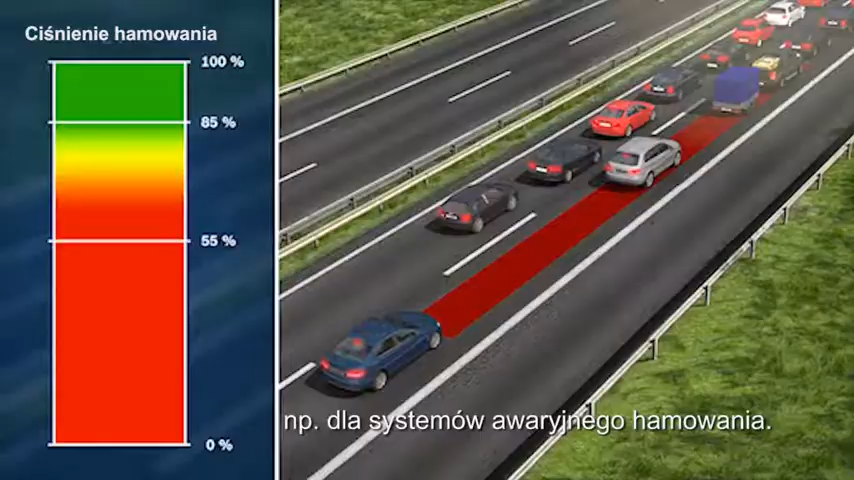 Ciśnienie hamowania
100 %
85 %
55 %
0 %
np. dla systemów awaryjnego hamowania.